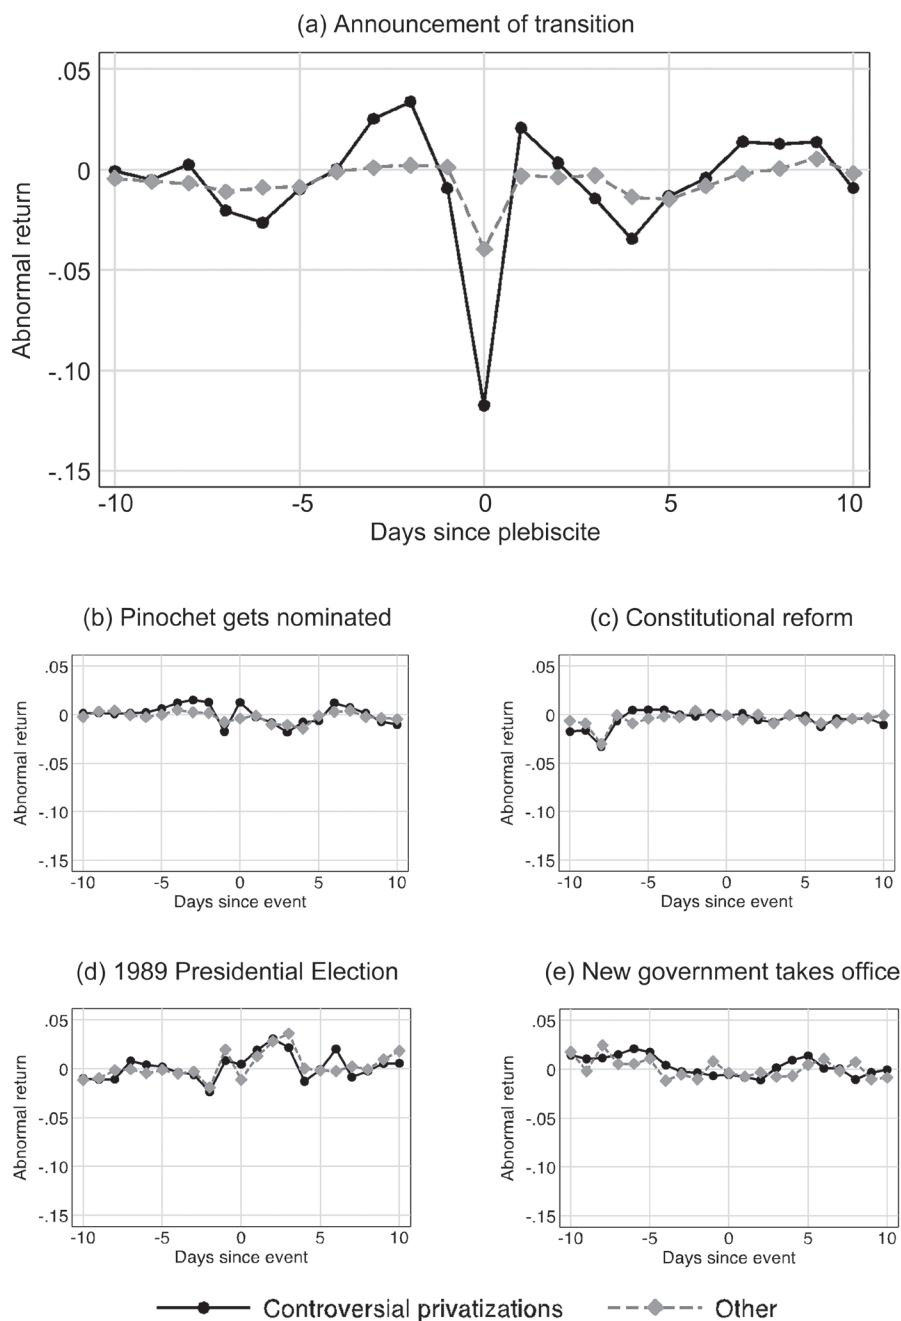 (a) Announcement of transition
.05
0
-.05
-.10
-.15
Abnormal return
-10 -5 0 5 10
Days since plebiscite
(b) Pinochet gets nominated
.05
0
-.05
-.10
-.15
Abnormal return
-10 -5 0 5 10
Days since event
(c) Constitutional reform
.05
0
-.05
-.10
-.15
Abnormal return
-10 -5 0 5 10
Days since event
(d) 1989 Presidential Election
.05
0
-.05
-.10
-.15
Abnormal return
-10 -5 0 5 10
Days since event
(e) New government takes office
.05
0
-.05
-.10
-.15
Abnormal return
-10 -5 0 5 10
Days since event
Controversial privatizations Other